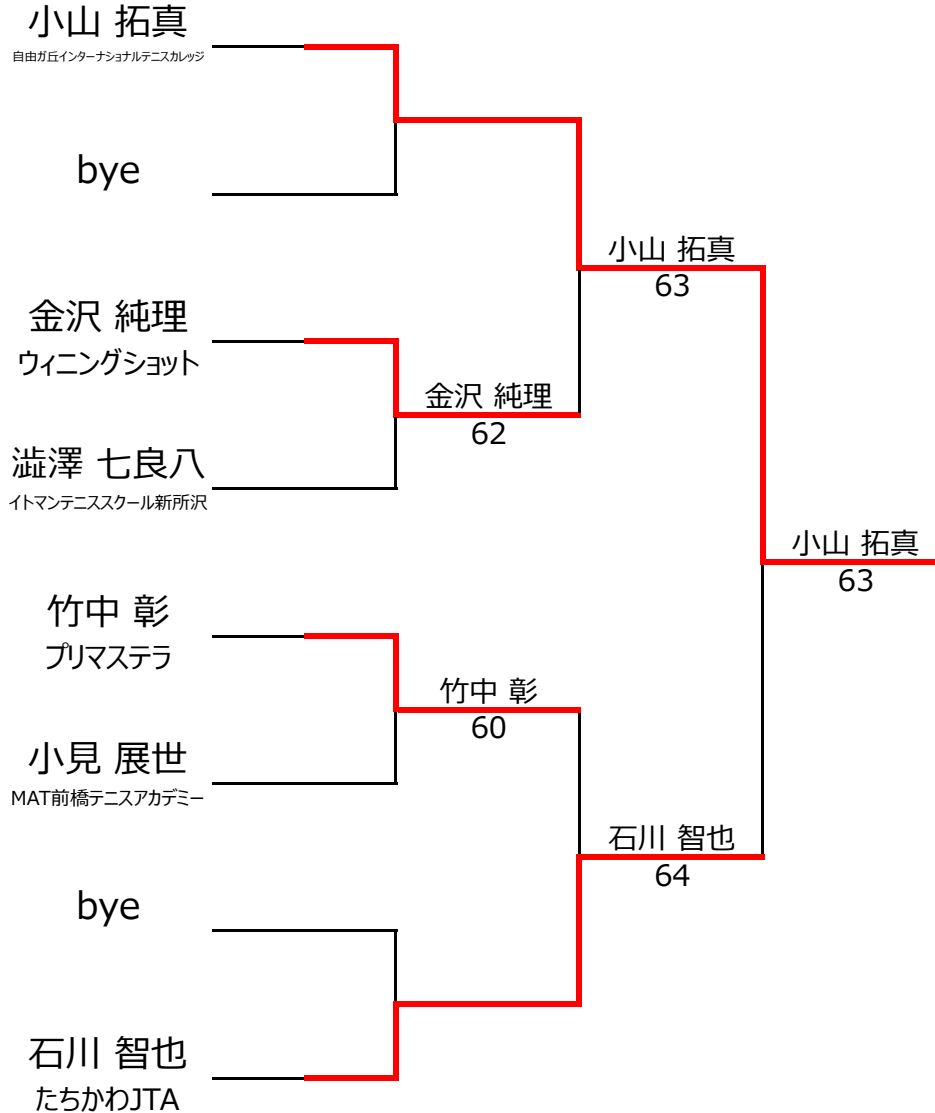 小山 拓真
自由ガ丘インターナショナルテニスカレッジ
bye
小山 拓真
63
金沢 純理
ウィニングショット
金沢 純理
62
澁澤 七良八
イトマンテニススクール新所沢
小山 拓真
63
竹中 彰
プリマステラ
竹中 彰
60
小見 展世
MAT前橋テニスアカデミー
石川 智也
64
bye
石川 智也
たちかわJTA